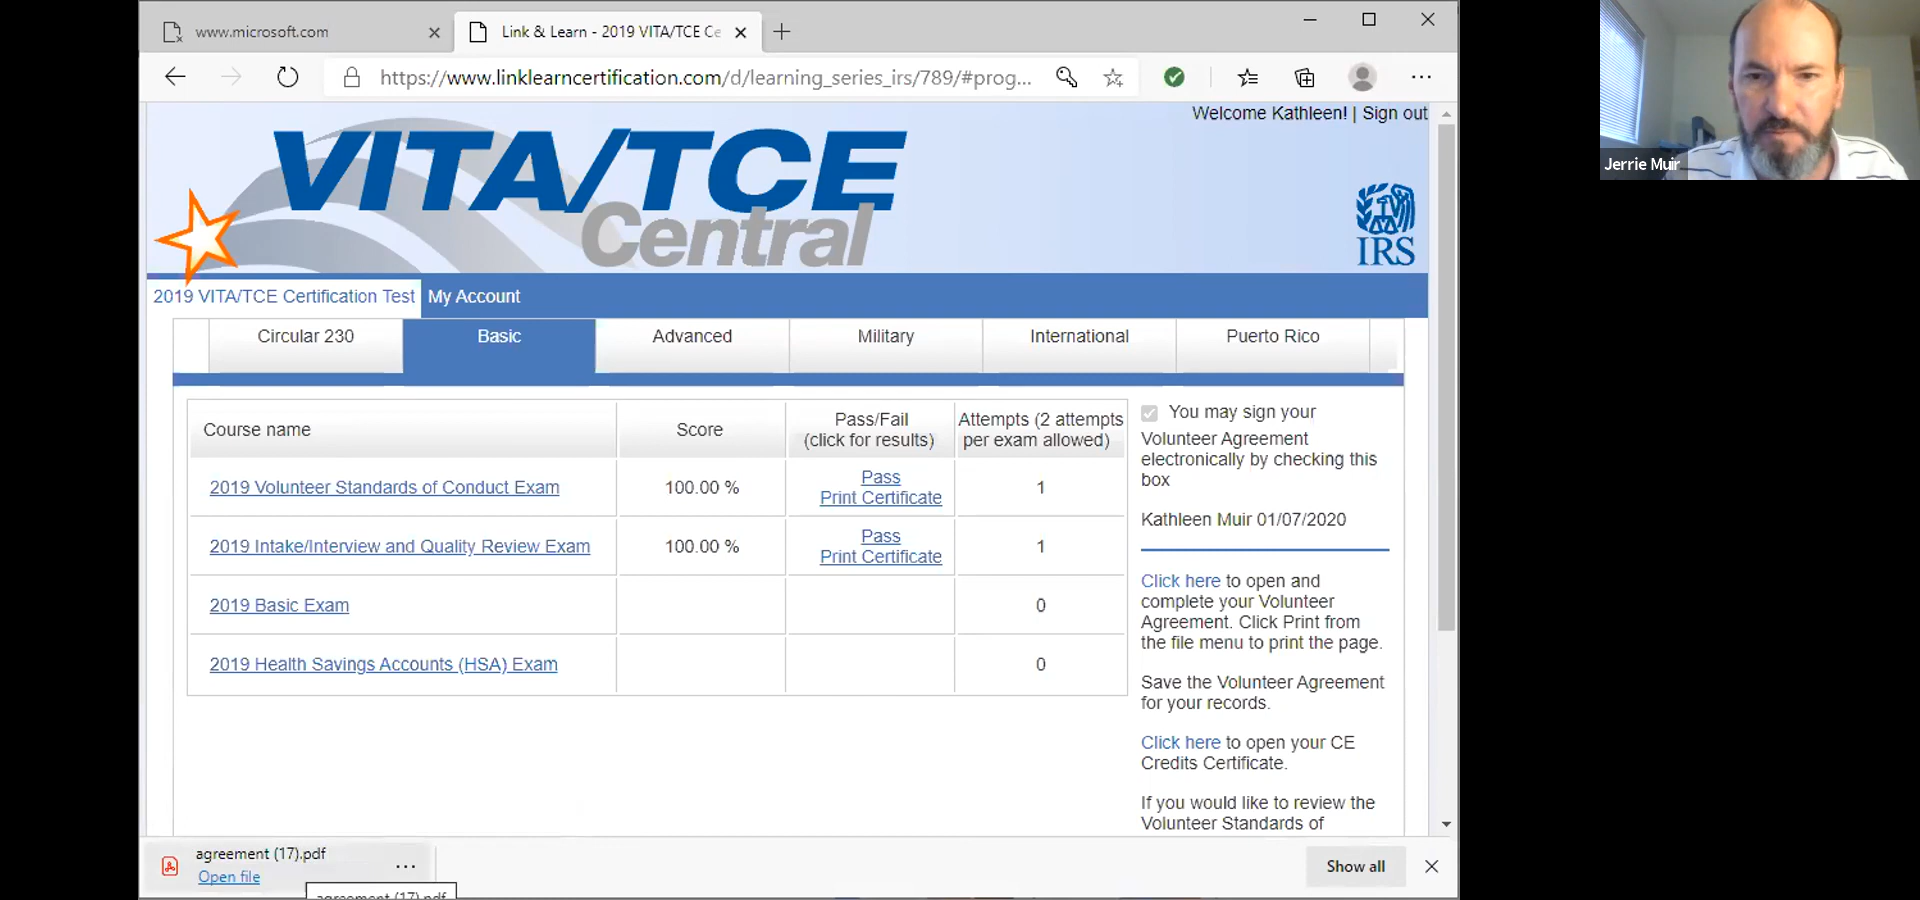 www.microsoft.com
Link & Learn - 2019 VITA/TCE Ce
https://www.linklearncertification.com/d/learning_series_irs/789/#prog...
Welcome Kathleen! | Sign out
VITA/TCE
Central
IRS
2019 VITA/TCE Certification Test
My Account
Circular 230
Basic
Advanced
Military
International
Puerto Rico
Course name
Score
Pass/Fail
(click for results)
Attempts (2 attempts
per exam allowed)
2019 Volunteer Standards of Conduct Exam
100.00 %
Pass
Print Certificate
1
2019 Intake/Interview and Quality Review Exam
100.00 %
Pass
Print Certificate
1
2019 Basic Exam
0
2019 Health Savings Accounts (HSA) Exam
0
You may sign your
Volunteer Agreement
electronically by checking this
box
Kathleen Muir 01/07/2020
Click here to open and
complete your Volunteer
Agreement. Click Print from
the file menu to print the page.
Save the Volunteer Agreement
for your records.
Click here to open your CE
Credits Certificate.
If you would like to review the
Volunteer Standards of
agreement (17).pdf
Open file
Show all
agreement (17).pdf
Jerrie Muir